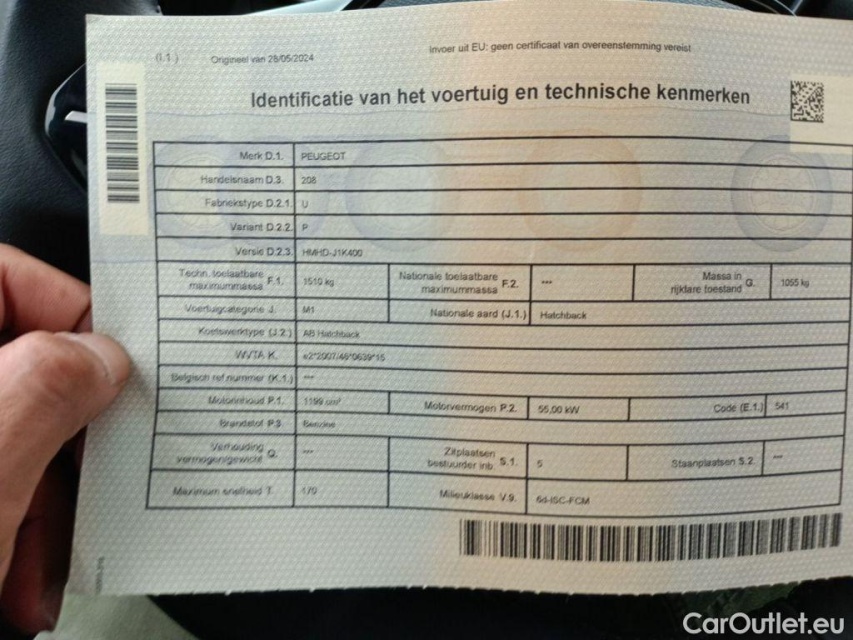 (I.1) Origineel van 28/05/2024 Invoer uit EU: geen certificaat van overeenstemming vereist
Identificatie van het voertuig en technische kenmerken
Merk D.1. PEUGEOT
Handelsnaam D.3. 208
Fabriekstype D.2.1. U
Variant D.2.2. P
Versie D.2.3. HMHD-J1K400
Techn. toelaatbare maximummassa F.1. 1510 kg Nationale toelaatbare maximummassa F.2. *** Massa in rijklare toestand G. 1055 kg
Voertuigcategorie J. M1 Nationale aard (J.1.) Hatchback
Koetswerktype (J.2.) AB Hatchback
WVTA K. e2*2007/46*0639*15
Belgisch ref.nummer (K.1.) ***
Motorinhoud P.1. 1199 cm³ Motorvermogen P.2. 55,00 kW Code (E.1.) 541
Brandstof P.3. Benzine
Verhouding vermogen/gewicht Q. *** Zitplaatsen bestuurder inb. S.1. 5 Staanplaatsen S.2. ***
Maximum snelheid T. 170 Milieuklasse V.9. 6d-ISC-FCM
CarOutlet.eu